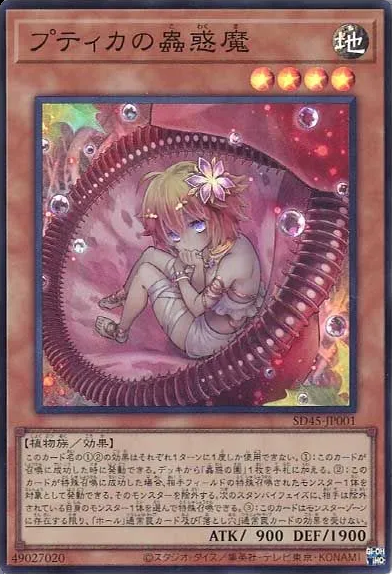 プティカの蟲惑魔
こ わく ま
地
SD45-JP001
【植物族／効果】
このカード名の①②の効果はそれぞれ1ターンに1度しか使用できない。①：このカードが
召喚に成功した時に発動できる。デッキから「蟲惑の園」1枚を手札に加える。②：このカー
ドが特殊召喚に成功した場合、相手フィールドの特殊召喚されたモンスター1体を
対象として発動できる。そのモンスターを除外する。次のスタンバイフェイズに、相手は除外
されている自身のモンスター1体を選んで特殊召喚できる。③：このカードはモンスターゾー
ンに存在する限り、「ホール」通常罠カード及び「落とし穴」通常罠カードの効果を受けない。
ATK/ 900 DEF/1900
49027020
©スタジオ・ダイス／集英社・テレビ東京・KONAMI